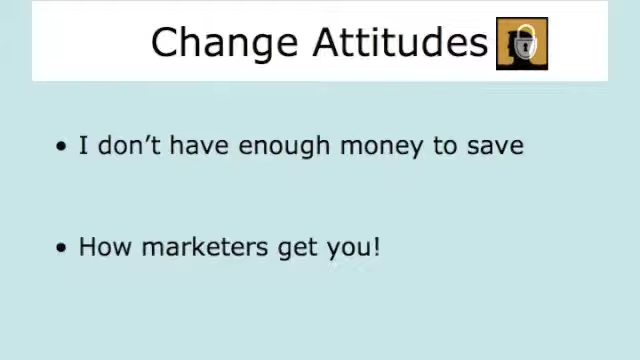 Change Attitudes
• I don't have enough money to save
• How marketers get you!